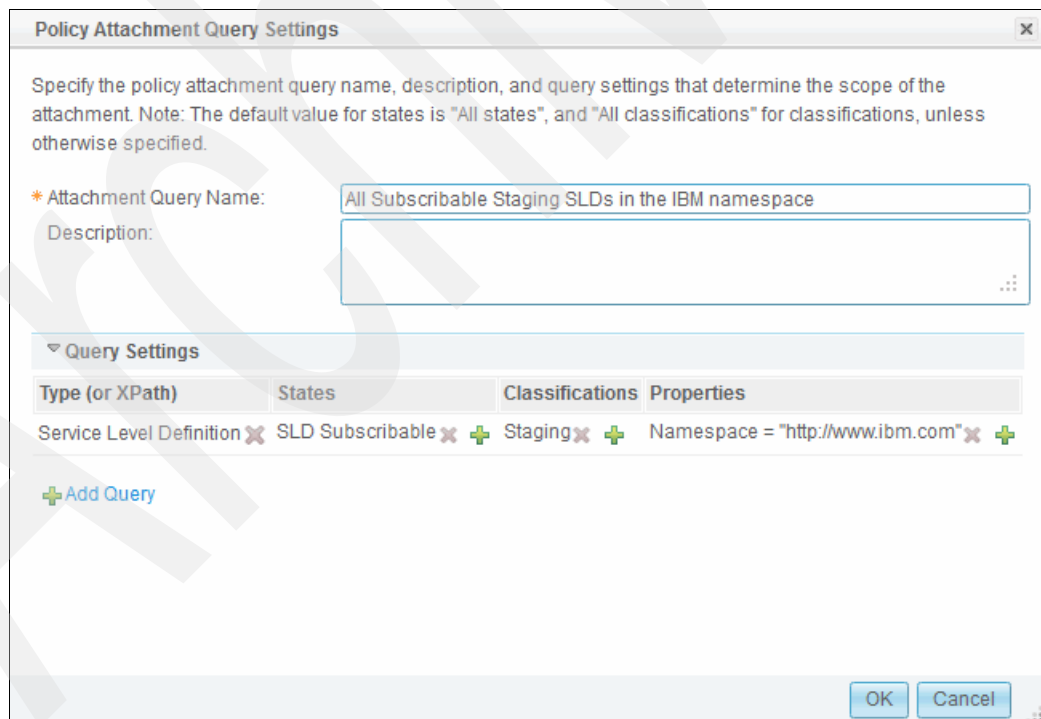 Policy Attachment Query Settings
Specify the policy attachment query name, description, and query settings that determine the scope of the
attachment. Note: The default value for states is "All states", and "All classifications" for classifications, unless
otherwise specified.
* Attachment Query Name: All Subscribable Staging SLDs in the IBM namespace
Description:
Query Settings
Type (or XPath) States Classifications Properties
Service Level Definition SLD Subscribable Staging Namespace = "http://www.ibm.com"
Add Query
OK Cancel